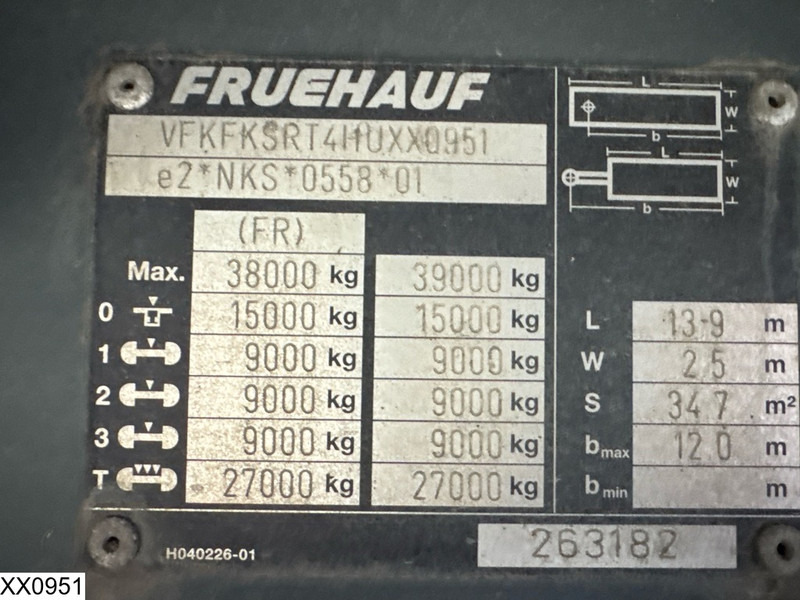 FRUEHAUF
VFKFKSRT4HUXX0951
e2*NKS*0558*01
(FR)
Max. 38000 kg 39000 kg
0 15000 kg 15000 kg
1 9000 kg 9000 kg
2 9000 kg 9000 kg
3 9000 kg 9000 kg
T 27000 kg 27000 kg
L
W
b
L
W
b
L 13.9 m
W 2.5 m
S 34.7 m²
bmax 12.0 m
bmin m
H040226-01
263182
XX0951